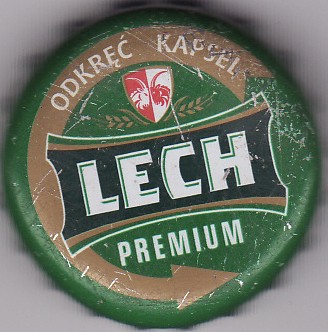 ODKRĘĆ KAPSEL
LECH
PREMIUM